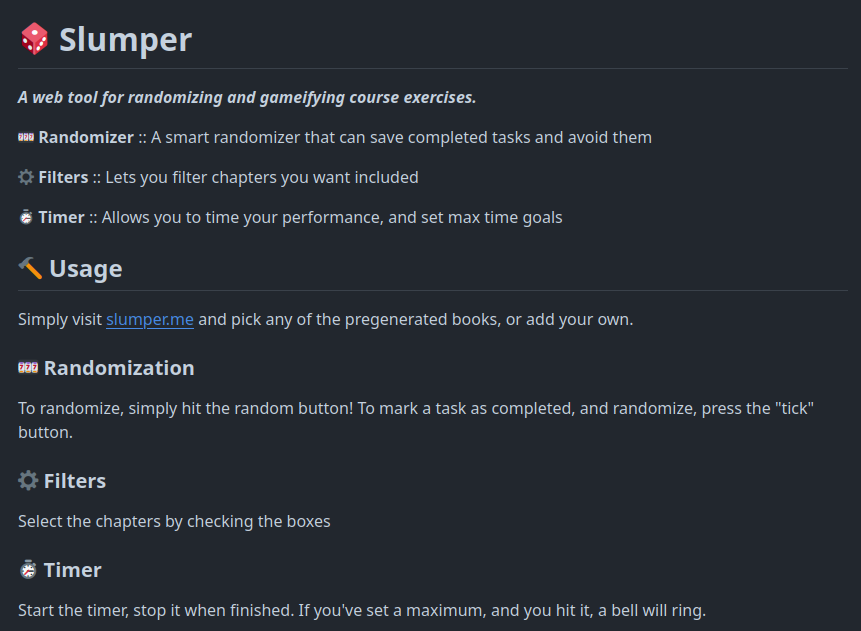 Slumper
A web tool for randomizing and gameifying course exercises.
Randomizer :: A smart randomizer that can save completed tasks and avoid them
Filters :: Lets you filter chapters you want included
Timer :: Allows you to time your performance, and set max time goals
Usage
Simply visit slumper.me and pick any of the pregenerated books, or add your own.
Randomization
To randomize, simply hit the random button! To mark a task as completed, and randomize, press the "tick"
button.
Filters
Select the chapters by checking the boxes
Timer
Start the timer, stop it when finished. If you've set a maximum, and you hit it, a bell will ring.